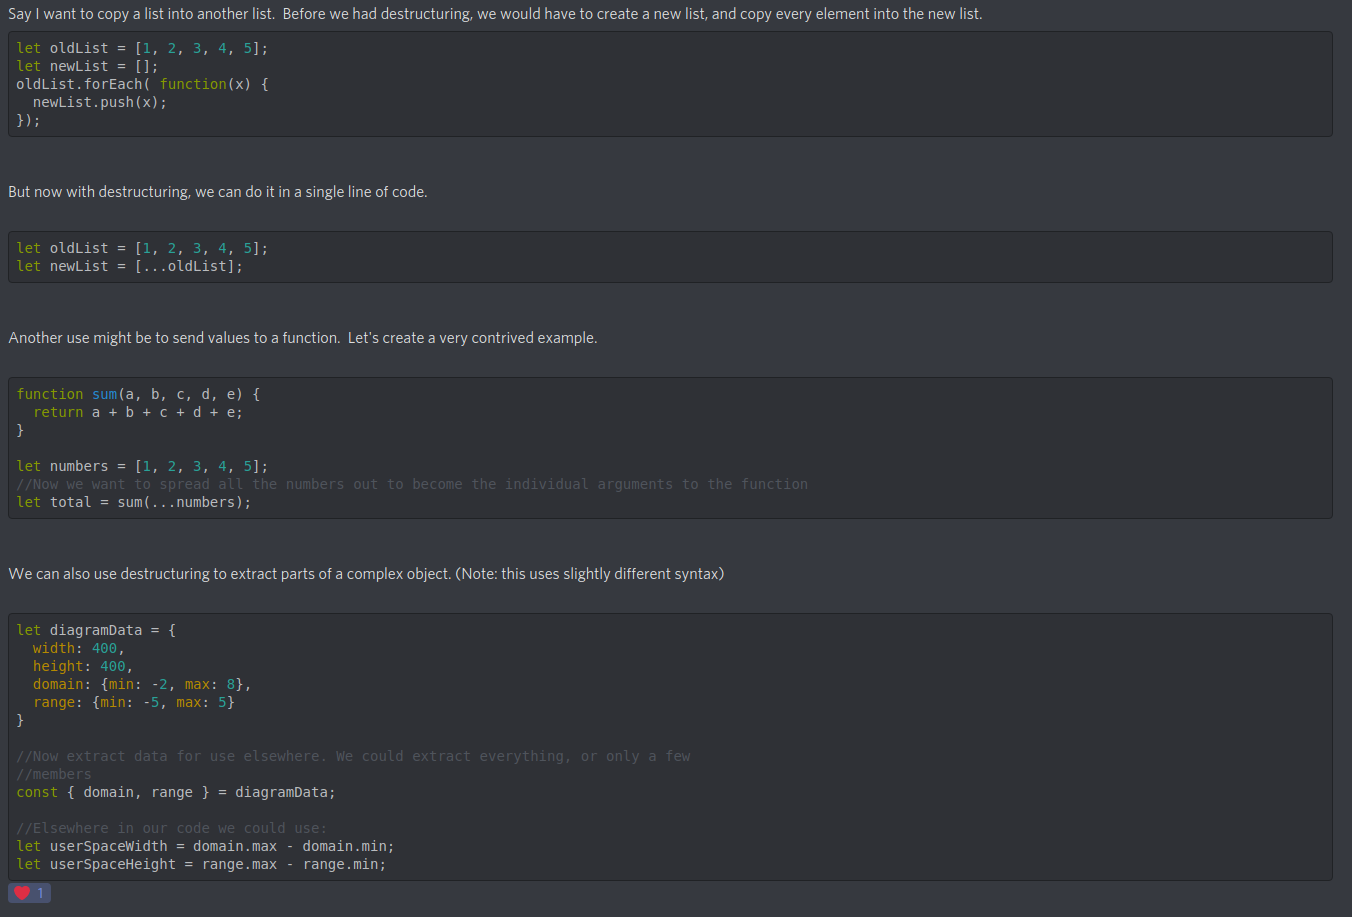 Say I want to copy a list into another list.  Before we had destructuring, we would have to create a new list, and copy every element into the new list.
let oldList = [1, 2, 3, 4, 5];
let newList = [];
oldList.forEach( function(x) {
  newList.push(x);
});
But now with destructuring, we can do it in a single line of code.
let oldList = [1, 2, 3, 4, 5];
let newList = [...oldList];
Another use might be to send values to a function.  Let's create a very contrived example.
function sum(a, b, c, d, e) {
  return a + b + c + d + e;
}
let numbers = [1, 2, 3, 4, 5];
//Now we want to spread all the numbers out to become the individual arguments to the function
let total = sum(...numbers);
We can also use destructuring to extract parts of a complex object. (Note: this uses slightly different syntax)
let diagramData = {
  width: 400,
  height: 400,
  domain: {min: -2, max: 8},
  range: {min: -5, max: 5}
}
//Now extract data for use elsewhere. We could extract everything, or only a few
//members
const { domain, range } = diagramData;
//Elsewhere in our code we could use:
let userSpaceWidth = domain.max - domain.min;
let userSpaceHeight = range.max - range.min;
1